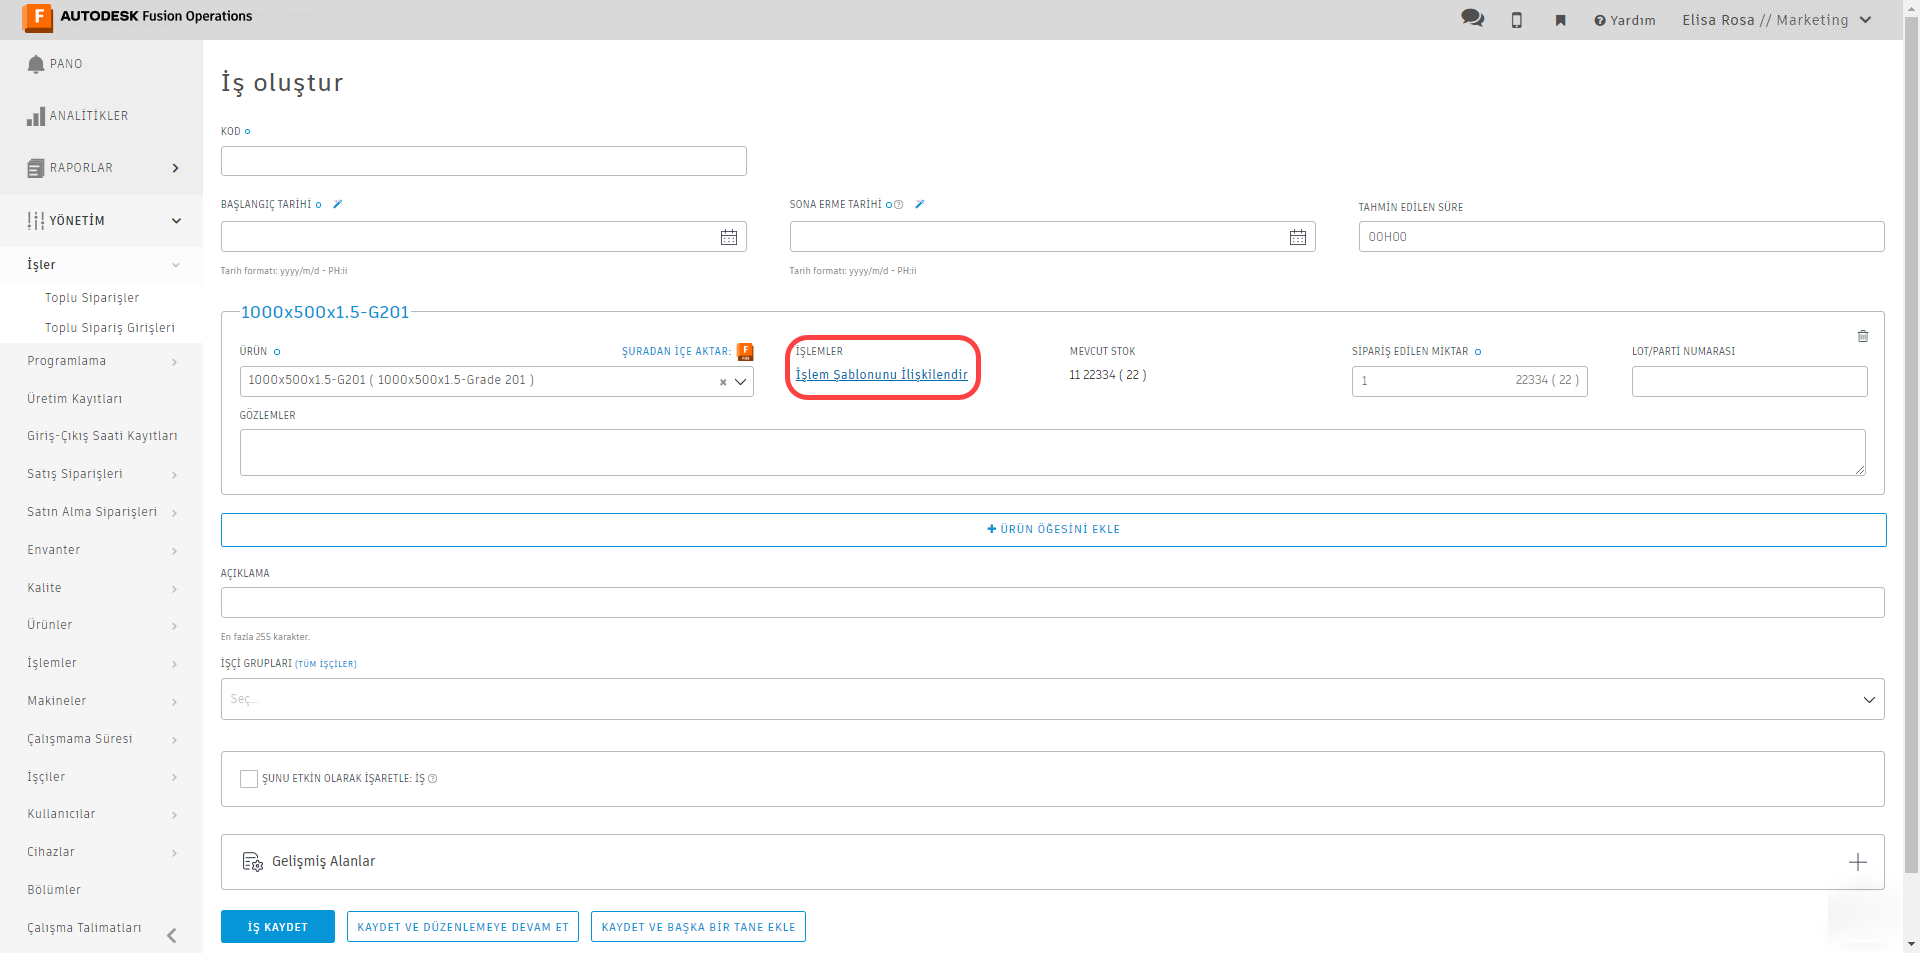 AUTODESK Fusion Operations
Yardım
Elisa Rosa // Marketing
PANO
ANALİTİKLER
RAPORLAR
YÖNETİM
İşler
Toplu Siparişler
Toplu Sipariş Girişleri
Programlama
Üretim Kayıtları
Giriş-Çıkış Saati Kayıtları
Satış Siparişleri
Satın Alma Siparişleri
Envanter
Kalite
Ürünler
İşlemler
Makineler
Çalışmama Süresi
İşçiler
Kullanıcılar
Cihazlar
Bölümler
Çalışma Talimatları
İş oluştur
KOD
BAŞLANGIÇ TARİHİ
Tarih formatı: yyyy/m/d - PH:ii
SONA ERME TARİHİ
Tarih formatı: yyyy/m/d - PH:ii
TAHMİN EDİLEN SÜRE
00H00
1000x500x1.5-G201
ÜRÜN
ŞURADAN İÇE AKTAR:
1000x500x1.5-G201 ( 1000x500x1.5-Grade 201 )
İŞLEMLER
İşlem Şablonunu İlişkilendir
MEVCUT STOK
11 22334 ( 22 )
SİPARİŞ EDİLEN MİKTAR
1 22334 ( 22 )
LOT/PARTİ NUMARASI
GÖZLEMLER
+ ÜRÜN ÖĞESİNİ EKLE
AÇIKLAMA
En fazla 255 karakter.
İŞÇİ GRUPLARI (TÜM İŞÇİLER)
Seç...
ŞUNU ETKİN OLARAK İŞARETLE: İŞ
Gelişmiş Alanlar
İŞ KAYDET
KAYDET VE DÜZENLEMEYE DEVAM ET
KAYDET VE BAŞKA BİR TANE EKLE